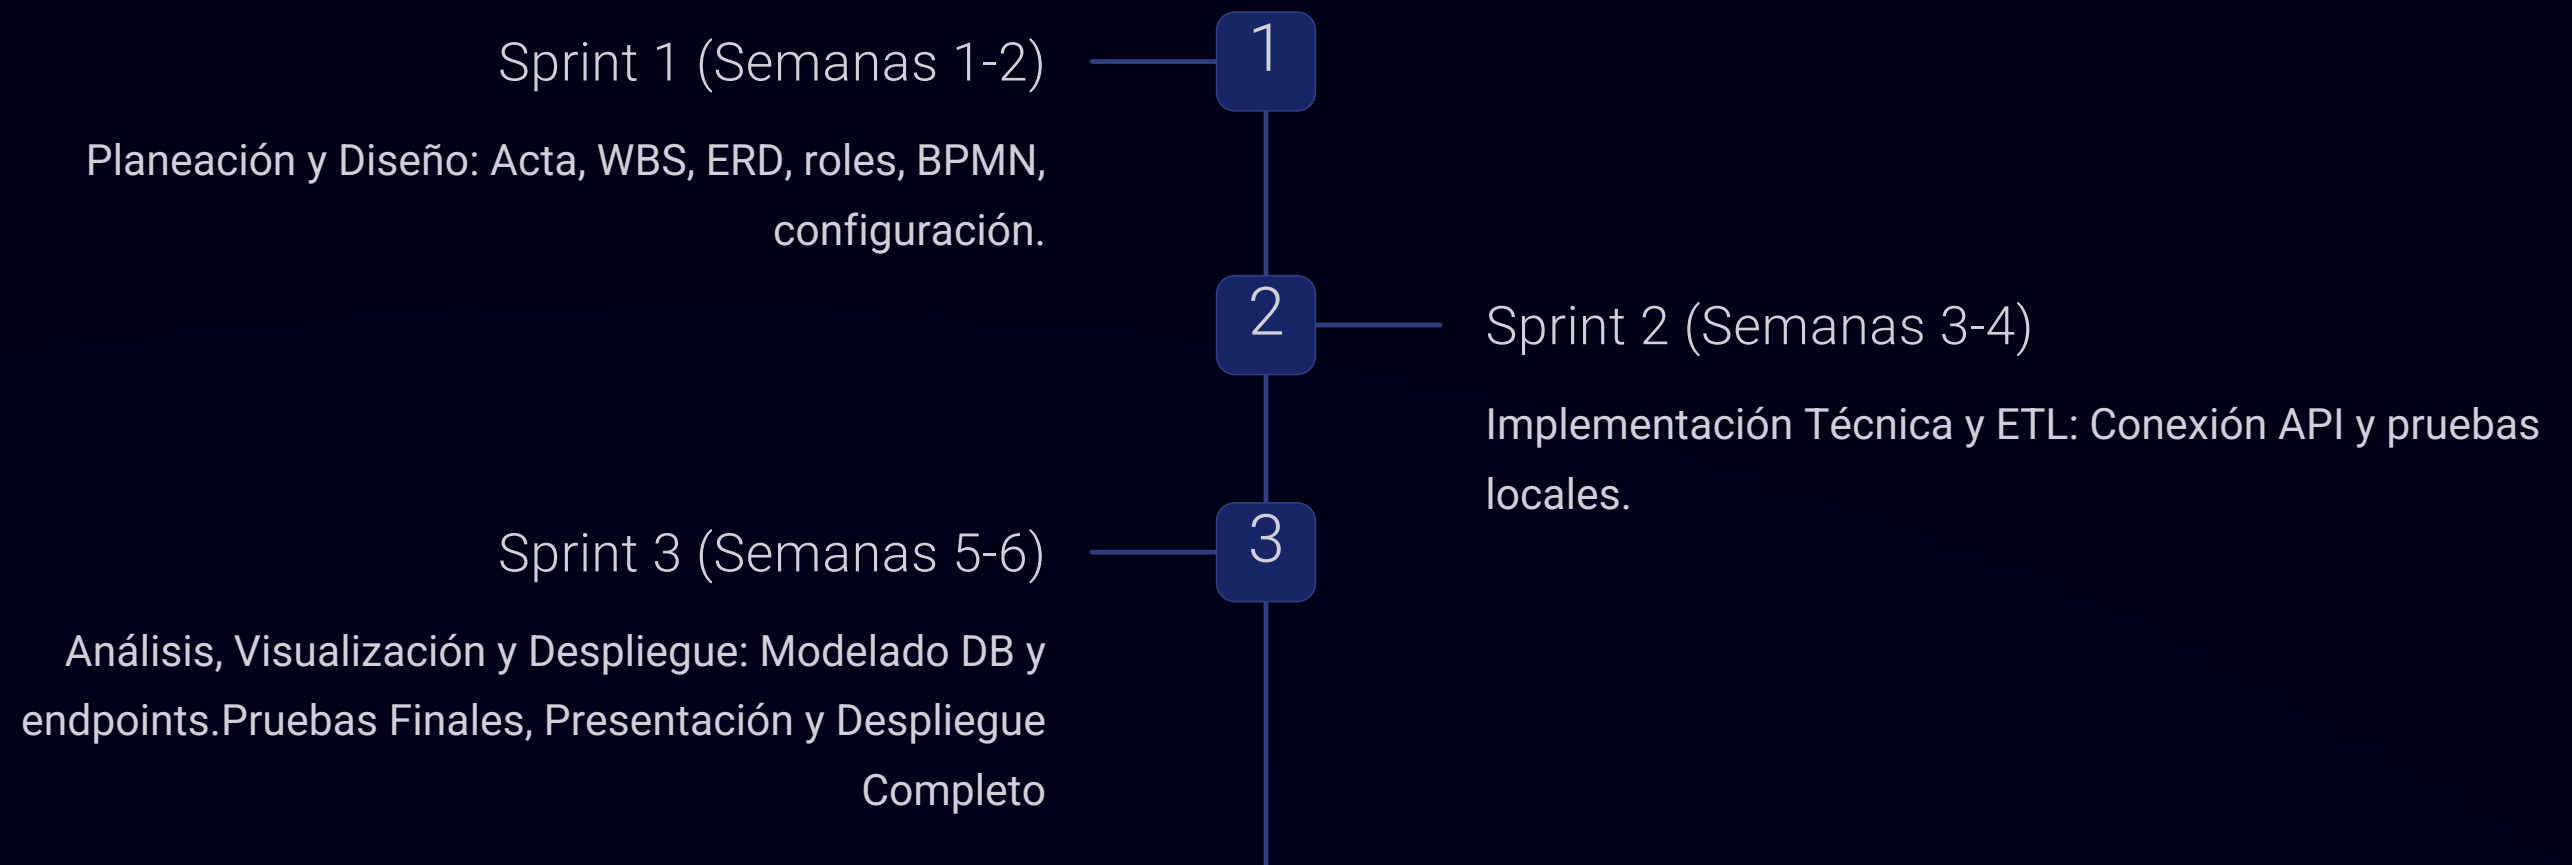 1
Sprint 1 (Semanas 1-2)
Planeación y Diseño: Acta, WBS, ERD, roles, BPMN,
configuración.
2
Sprint 2 (Semanas 3-4)
Implementación Técnica y ETL: Conexión API y pruebas
locales.
3
Sprint 3 (Semanas 5-6)
Análisis, Visualización y Despliegue: Modelado DB y
endpoints.Pruebas Finales, Presentación y Despliegue
Completo